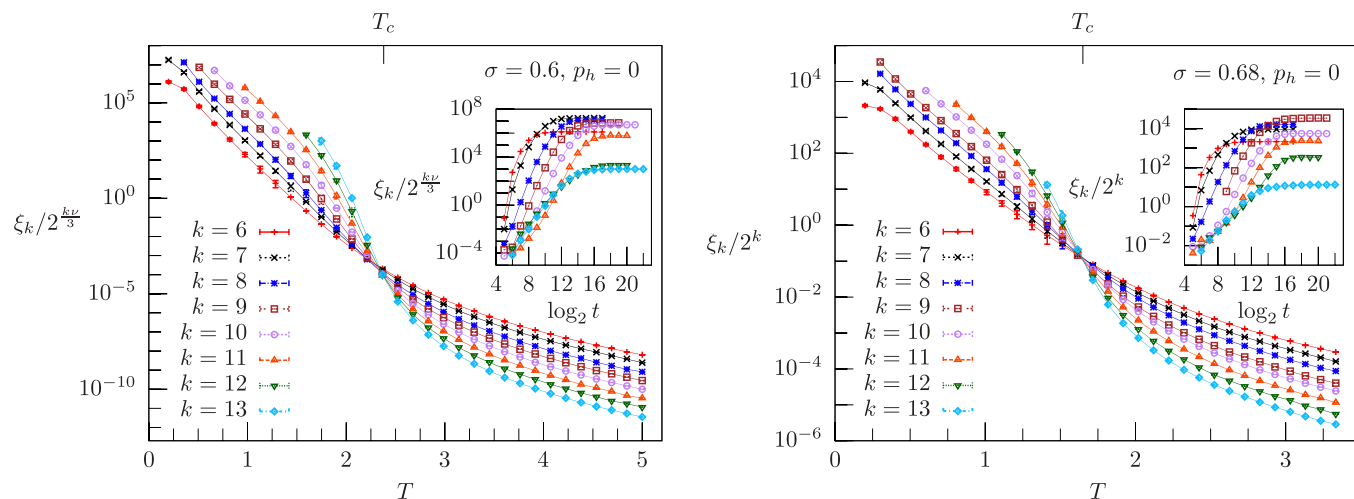 T_c
σ = 0.6, p_h = 0
ξ_k/2^{kν/3}
10^5
10^0
10^{-5}
10^{-10}
k = 6
k = 7
k = 8
k = 9
k = 10
k = 11
k = 12
k = 13
0 1 2 3 4 5
T
ξ_k/2^{kν/3}
10^8
10^4
10^0
10^{-4}
4 8 12 16 20
log_2 t
T_c
σ = 0.68, p_h = 0
ξ_k/2^k
10^4
10^2
10^0
10^{-2}
10^{-4}
10^{-6}
k = 6
k = 7
k = 8
k = 9
k = 10
k = 11
k = 12
k = 13
0 1 2 3
T
ξ_k/2^k
10^4
10^2
10^0
10^{-2}
4 8 12 16 20
log_2 t